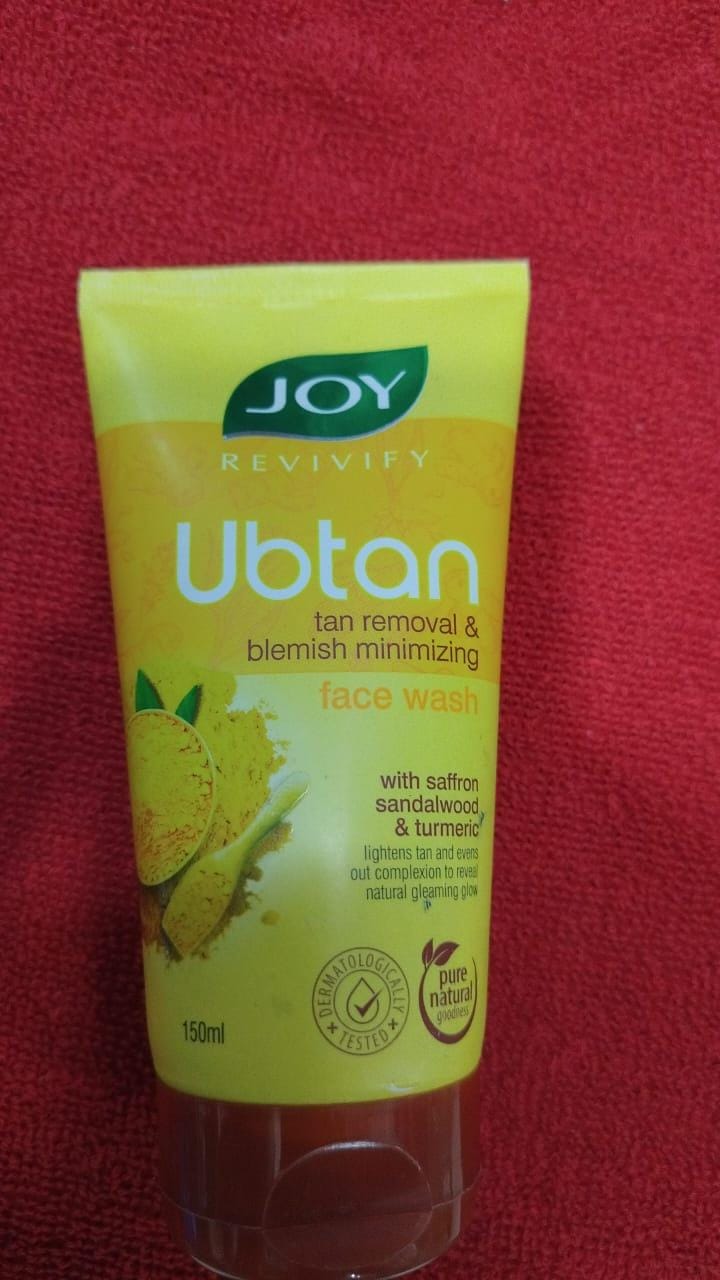 JOY
REVIVIFY
Ubtan
tan removal &
blemish minimizing
face wash
with saffron
sandalwood
& turmeric
lightens tan and evens
out complexion to reveal
natural gleaming glow
DERMATOLOGICALLY
TESTED
pure
natural
goodness
150ml